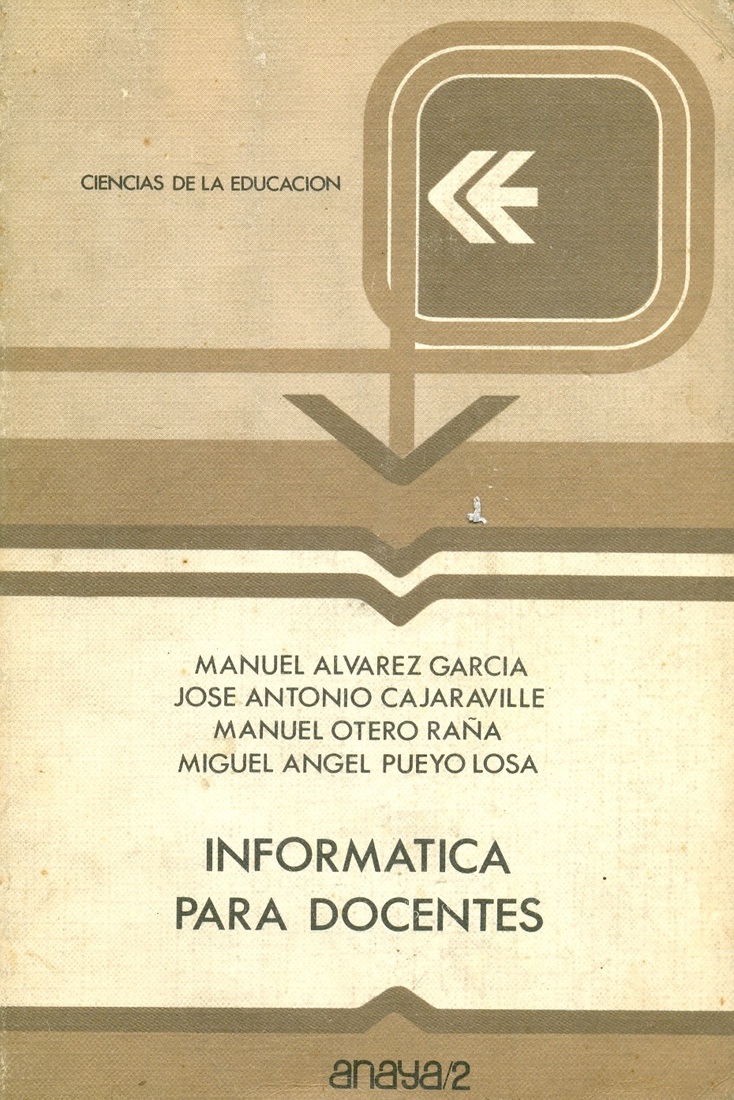 CIENCIAS DE LA EDUCACION
MANUEL ALVAREZ GARCIA
JOSE ANTONIO CAJARAVILLE
MANUEL OTERO RAÑA
MIGUEL ANGEL PUEYO LOSA
INFORMATICA
PARA DOCENTES
anaya/2